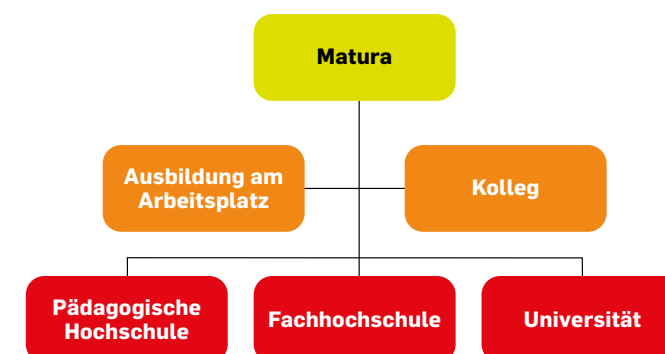 Matura
Ausbildung am
Arbeitsplatz
Kolleg
Pädagogische
Hochschule
Fachhochschule
Universität